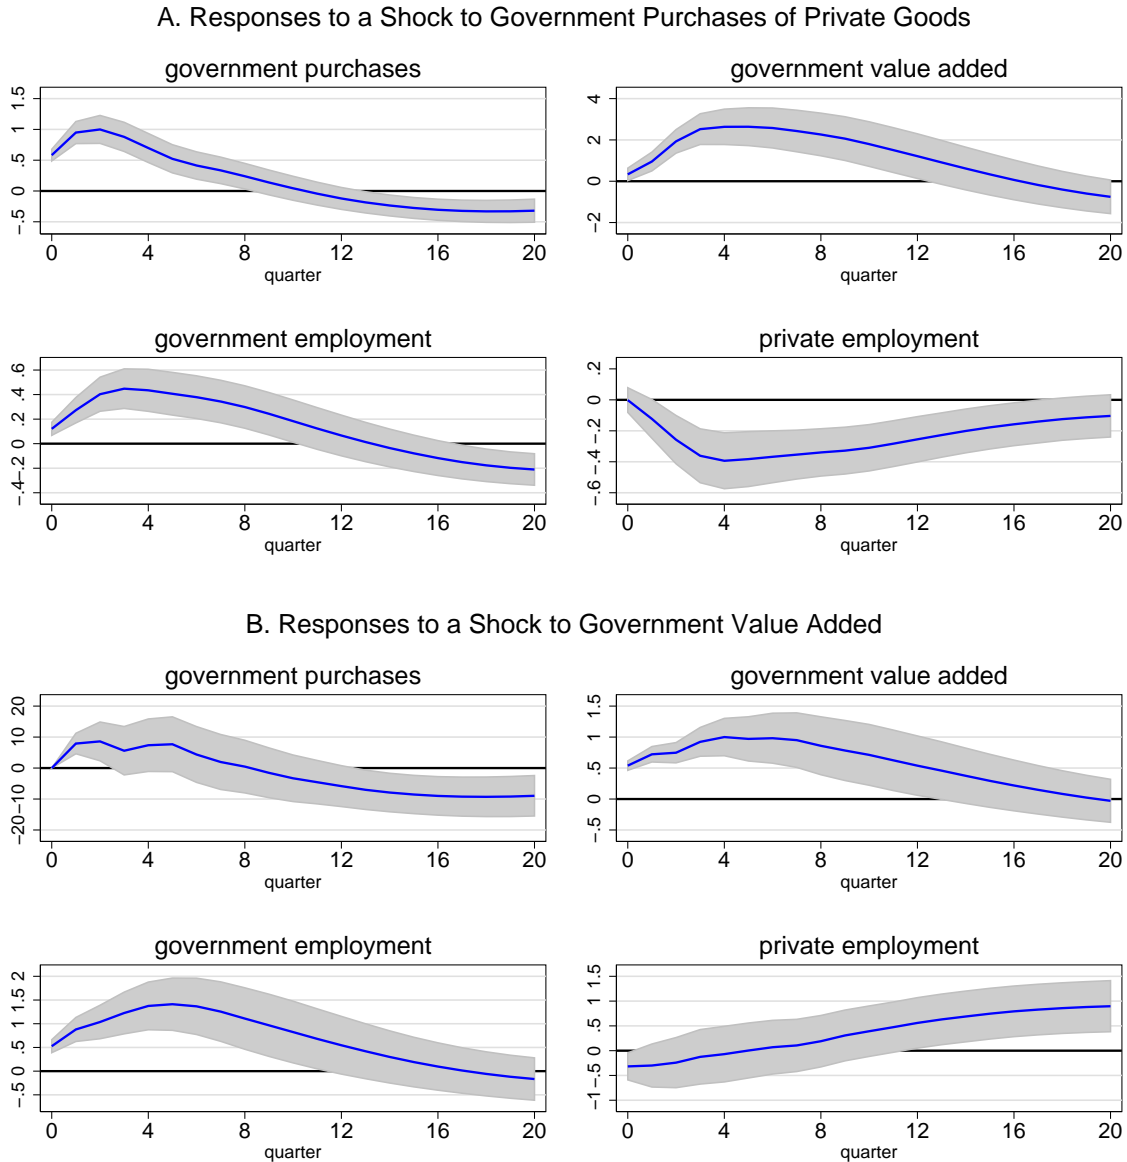 A. Responses to a Shock to Government Purchases of Private Goods
government purchases
1.5
1
.5
0
-.5
0 4 8 12 16 20
quarter
government value added
4
2
0
-2
0 4 8 12 16 20
quarter
government employment
.6
.4
.2
0
-.2
-.4
0 4 8 12 16 20
quarter
private employment
.2
0
-.2
-.4
-.6
0 4 8 12 16 20
quarter
B. Responses to a Shock to Government Value Added
government purchases
20
10
0
-10
-20
0 4 8 12 16 20
quarter
government value added
1.5
1
.5
0
-.5
0 4 8 12 16 20
quarter
government employment
2
1.5
1
.5
0
-.5
0 4 8 12 16 20
quarter
private employment
1.5
1
.5
0
-.5
-1
0 4 8 12 16 20
quarter